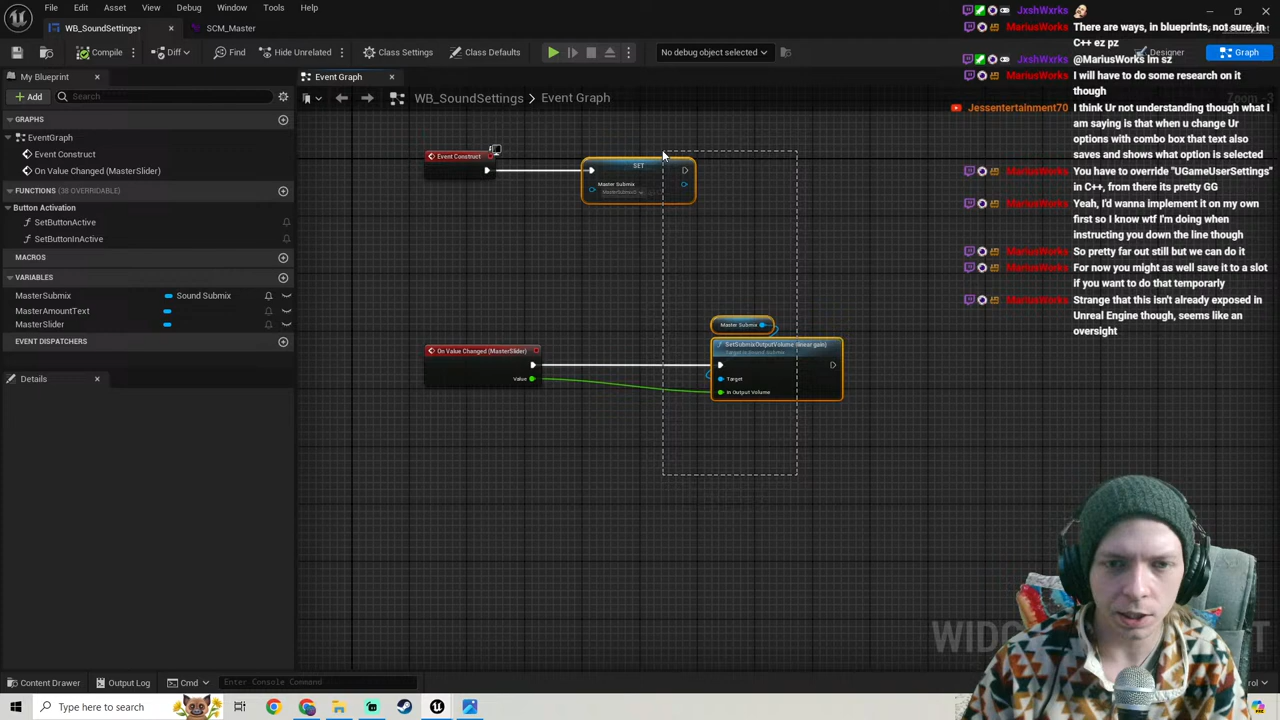 File Edit Asset View Debug Window Tools Help
WB_SoundSettings*
SCM_Master
Compile
Diff
Find
Hide Unrelated
Class Settings
Class Defaults
No debug object selected
Designer
Graph
My Blueprint
Event Graph
Add
Search
WB_SoundSettings > Event Graph
Zoom -3
GRAPHS
EventGraph
Event Construct
On Value Changed (MasterSlider)
FUNCTIONS (38 OVERRIDABLE)
Button Activation
SetButtonActive
SetButtonInActive
MACROS
VARIABLES
MasterSubmix
Sound Submix
MasterAmountText
MasterSlider
Details
Event Construct
SET
Master Submix
Master Submix
On Value Changed (MasterSlider)
Value
SetSubmixOutputVolume (linear gain)
Target is Sound Submix
Target
In Output Volume
JxshWxrks
MariusWorks There are ways, in blueprints, not sure, in
C++ ez pz
JxshWxrks @MariusWorks Im sz
MariusWorks I will have to do some research on it
though
Jessentertainment70 I think Ur not understanding though what I
am saying is that when u change Ur
options with combo box that text also
saves and shows what option is selected
MariusWorks You have to override "UGameUserSettings"
in C++, from there its pretty GG
MariusWorks Yeah, I'd wanna implement it on my own
first so I know wtf I'm doing when
instructing you down the line though
MariusWorks So pretty far out still but we can do it
MariusWorks For now you might as well save it to a slot
if you want to do that temporarly
MariusWorks Strange that this isn't already exposed in
Unreal Engine though, seems like an
oversight
Content Drawer
Output Log
Cmd
Enter Console Command
Type here to search